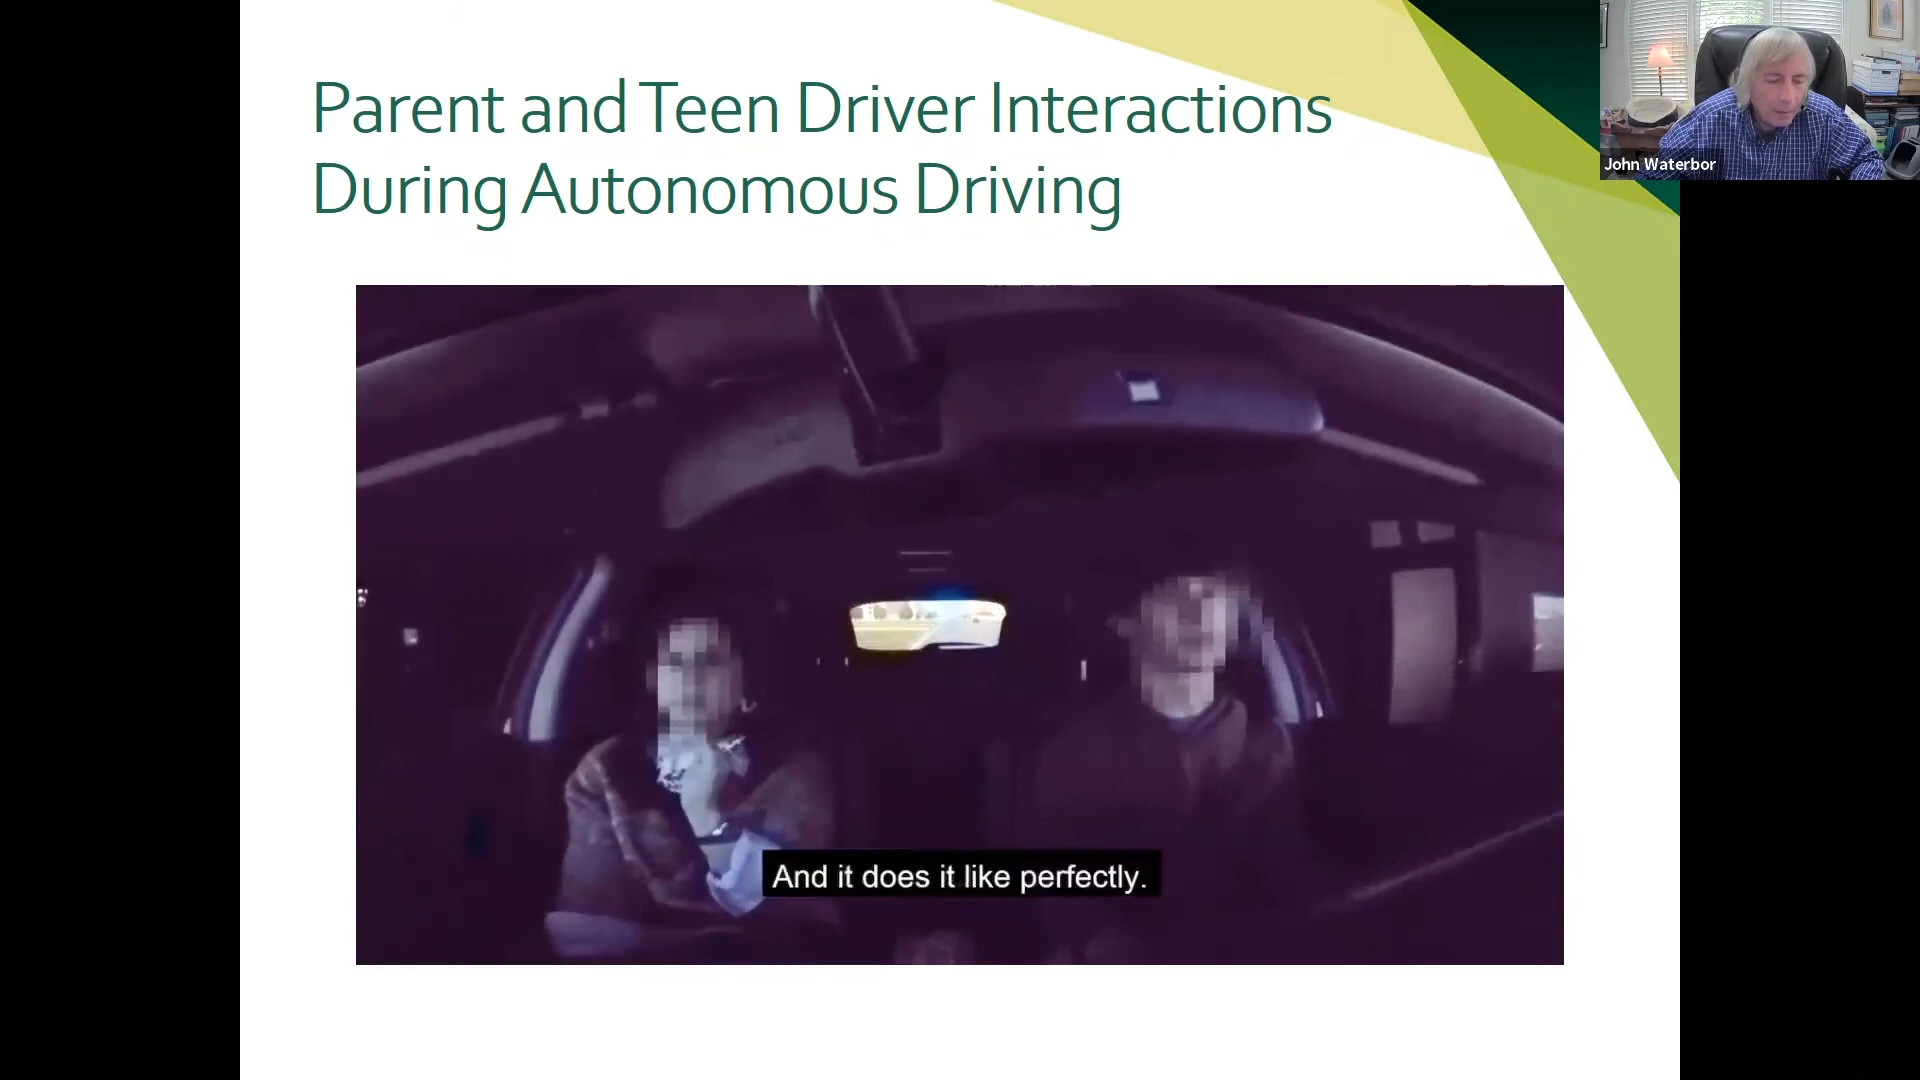 Parent and Teen Driver Interactions
During Autonomous Driving
John Waterbor
And it does it like perfectly.